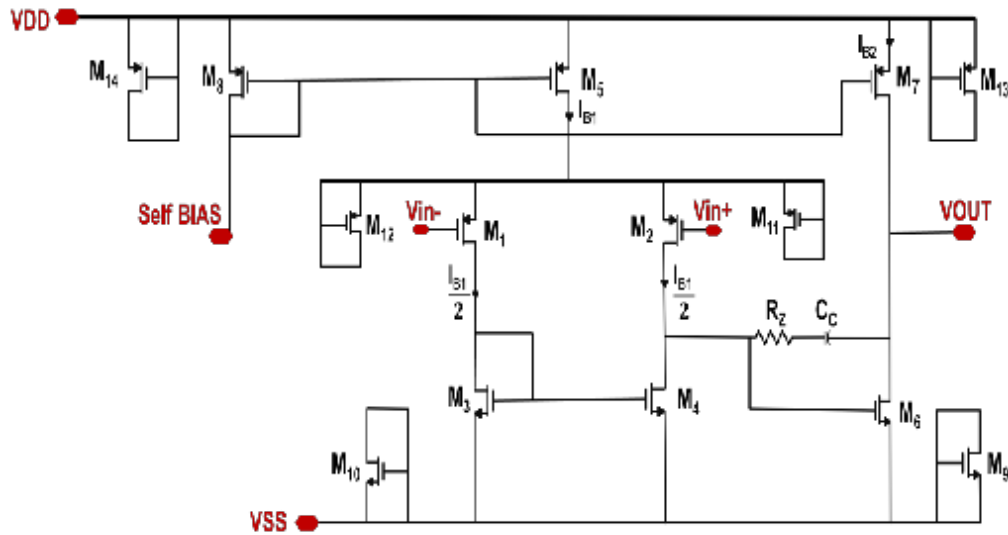 VDD
M14
M8
M5
IB1
IB2
M7
M13
Self BIAS
M12
Vin-
M1
M2
Vin+
M11
VOUT
IB1
2
IB1
2
RZ
CC
M3
M4
M6
M10
M9
VSS